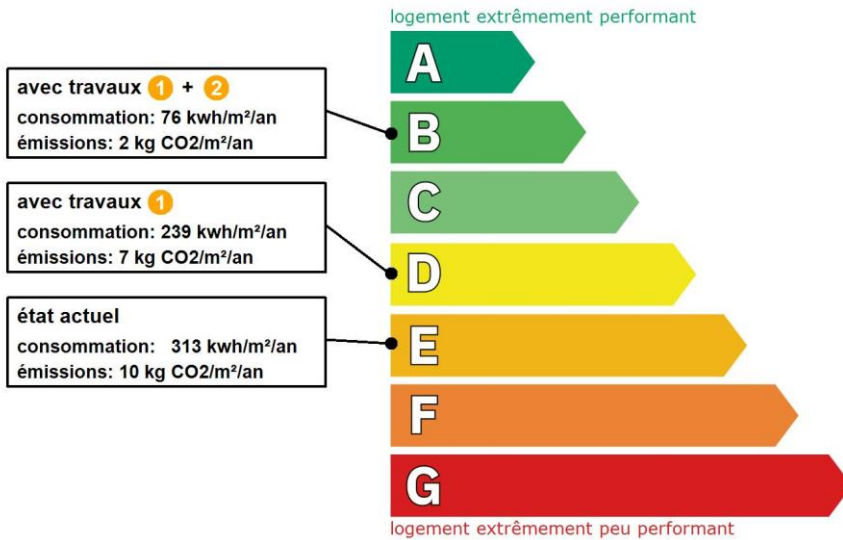 logement extrêmement performant
A
avec travaux 1 + 2
consommation: 76 kwh/m²/an
émissions: 2 kg CO2/m²/an
B
C
avec travaux 1
consommation: 239 kwh/m²/an
émissions: 7 kg CO2/m²/an
D
état actuel
consommation: 313 kwh/m²/an
émissions: 10 kg CO2/m²/an
E
F
G
logement extrêmement peu performant